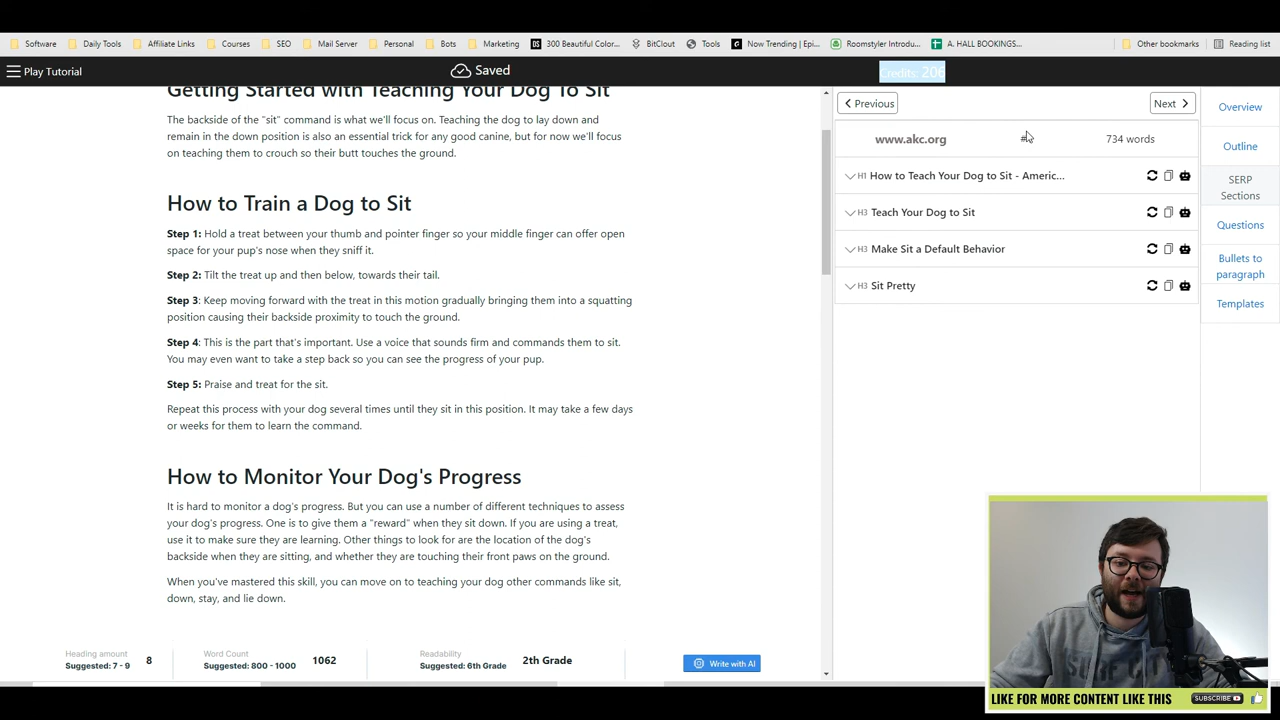 Software Daily Tools Affiliate Links Courses SEO Mail Server Personal Bots Marketing DS 300 Beautiful Color... BitClout Tools Now Trending | Epi... Roomstyler Introdu... A. HALL BOOKINGS... Other bookmarks Reading list
Play Tutorial Saved Credits: 206
Getting Started with Teaching Your Dog To Sit
The backside of the "sit" command is what we'll focus on. Teaching the dog to lay down and
remain in the down position is also an essential trick for any good canine, but for now we'll focus
on teaching them to crouch so their butt touches the ground.
How to Train a Dog to Sit
Step 1: Hold a treat between your thumb and pointer finger so your middle finger can offer open
space for your pup's nose when they sniff it.
Step 2: Tilt the treat up and then below, towards their tail.
Step 3: Keep moving forward with the treat in this motion gradually bringing them into a squatting
position causing their backside proximity to touch the ground.
Step 4: This is the part that's important. Use a voice that sounds firm and commands them to sit.
You may even want to take a step back so you can see the progress of your pup.
Step 5: Praise and treat for the sit.
Repeat this process with your dog several times until they sit in this position. It may take a few days
or weeks for them to learn the command.
How to Monitor Your Dog's Progress
It is hard to monitor a dog's progress. But you can use a number of different techniques to assess
your dog's progress. One is to give them a "reward" when they sit down. If you are using a treat,
use it to make sure they are learning. Other things to look for are the location of the dog's
backside when they are sitting, and whether they are touching their front paws on the ground.
When you've mastered this skill, you can move on to teaching your dog other commands like sit,
down, stay, and lie down.
Heading amount
Suggested: 7 - 9
8
Word Count
Suggested: 800 - 1000
1062
Readability
Suggested: 6th Grade
2th Grade
Write with AI
Previous Next
www.akc.org 734 words
H1 How to Teach Your Dog to Sit - Americ...
H3 Teach Your Dog to Sit
H3 Make Sit a Default Behavior
H3 Sit Pretty
Overview
Outline
SERP
Sections
Questions
Bullets to
paragraph
Templates
LIKE FOR MORE CONTENT LIKE THIS SUBSCRIBE